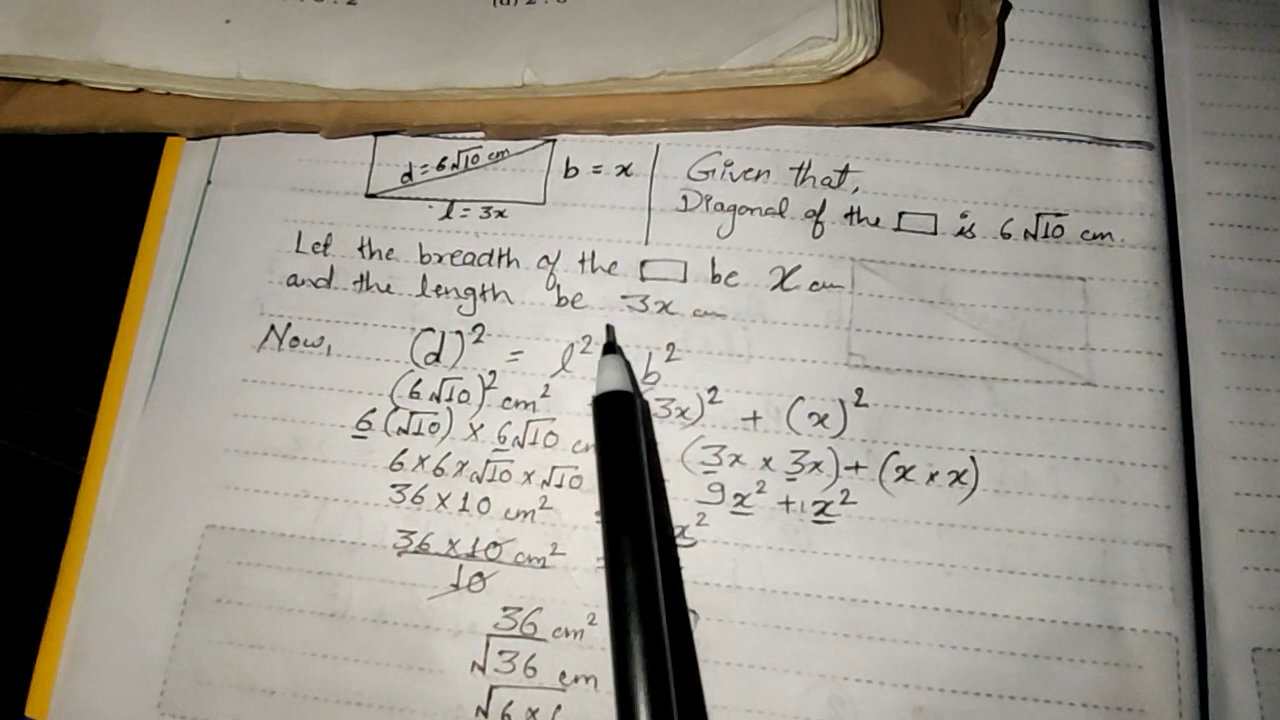 d = 6√10 cm
b = x
l = 3x
Given that,
Diagonal of the ▭ is 6√10 cm.
Let the breadth of the ▭ be x cm
and the length be 3x cm
Now, (d)² = l² b²
(6√10)² cm² 3x)² + (x)²
6(√10) × 6√10 (3x × 3x) + (x × x)
6×6×√10×√10 9x² + 1x²
36 × 10 cm² = x²
36 × 10 cm²
10
36 cm²
√36 cm
√6×